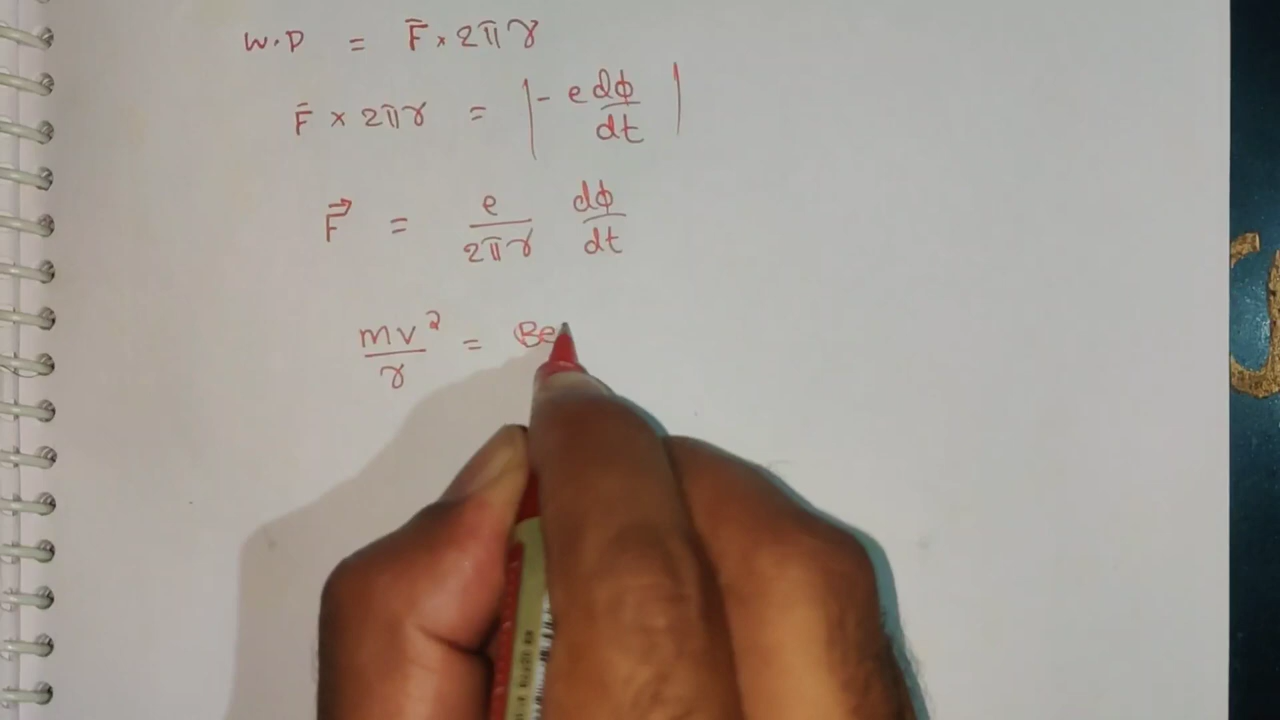 W.D = F̄ × 2πr
F̄ × 2πr = |- e dϕ/dt|
F⃗ = e/2πr dϕ/dt
mv²/r = Be